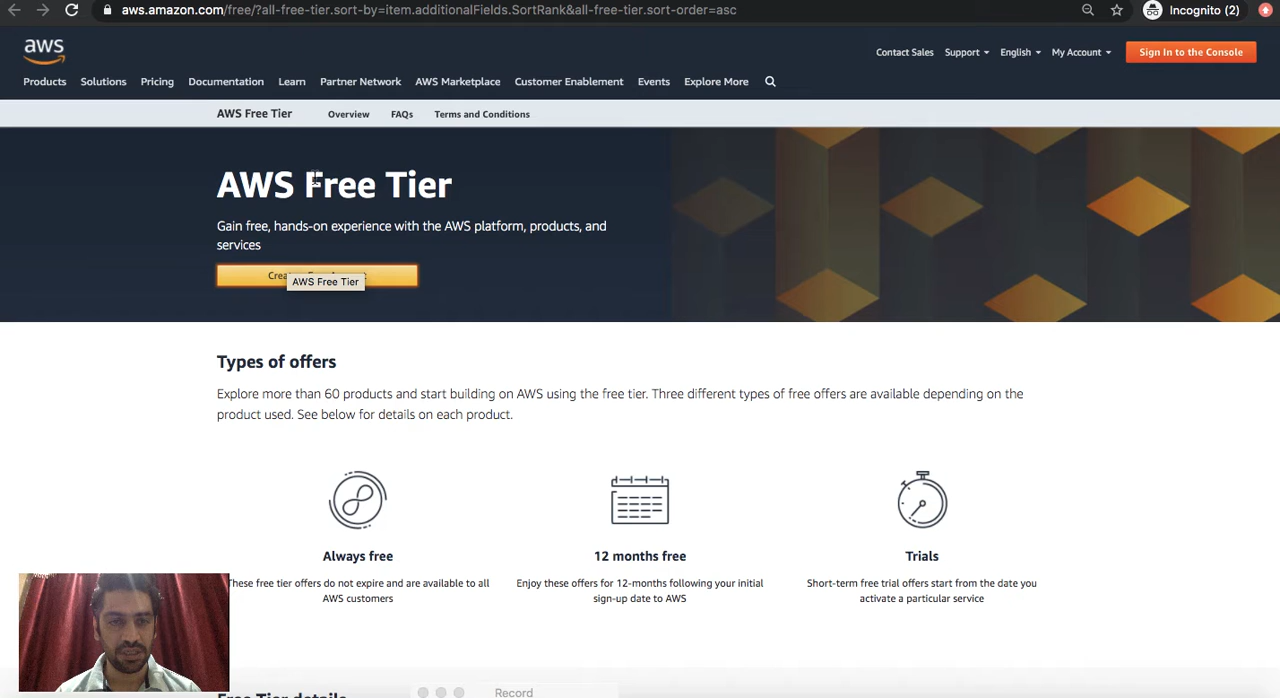 aws.amazon.com/free/?all-free-tier.sort-by=item.additionalFields.SortRank&all-free-tier.sort-order=asc
Incognito (2)
aws
Contact Sales Support English My Account Sign In to the Console
Products Solutions Pricing Documentation Learn Partner Network AWS Marketplace Customer Enablement Events Explore More
AWS Free Tier Overview FAQs Terms and Conditions
AWS Free Tier
Gain free, hands-on experience with the AWS platform, products, and
services
AWS Free Tier
Types of offers
Explore more than 60 products and start building on AWS using the free tier. Three different types of free offers are available depending on the
product used. See below for details on each product.
Always free
These free tier offers do not expire and are available to all
AWS customers
12 months free
Enjoy these offers for 12-months following your initial
sign-up date to AWS
Trials
Short-term free trial offers start from the date you
activate a particular service
Free Tier details
Record